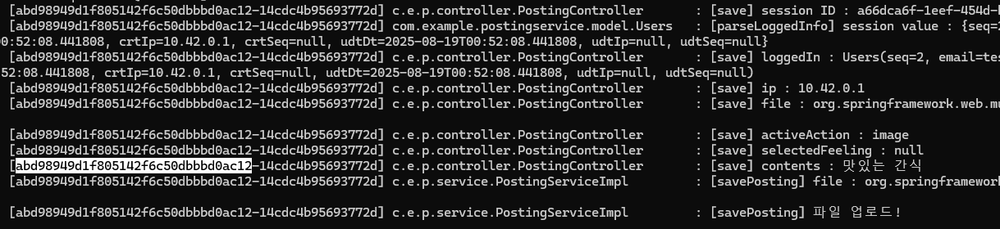 [abd98949d1f805142f6c50dbbbd0ac12-14cdc4b95693772d] c.e.p.controller.PostingController : [save] session ID : a66dca6f-1eef-454d-
[abd98949d1f805142f6c50dbbbd0ac12-14cdc4b95693772d] com.example.postingservice.model.Users : [parseLoggedInfo] session value : {seq=
00:52:08.441808, crtIp=10.42.0.1, crtSeq=null, udtDt=2025-08-19T00:52:08.441808, udtIp=null, udtSeq=null}
[abd98949d1f805142f6c50dbbbd0ac12-14cdc4b95693772d] c.e.p.controller.PostingController : [save] loggedIn : Users(seq=2, email=tes
52:08.441808, crtIp=10.42.0.1, crtSeq=null, udtDt=2025-08-19T00:52:08.441808, udtIp=null, udtSeq=null)
[abd98949d1f805142f6c50dbbbd0ac12-14cdc4b95693772d] c.e.p.controller.PostingController : [save] ip : 10.42.0.1
[abd98949d1f805142f6c50dbbbd0ac12-14cdc4b95693772d] c.e.p.controller.PostingController : [save] file : org.springframework.web.mu
[abd98949d1f805142f6c50dbbbd0ac12-14cdc4b95693772d] c.e.p.controller.PostingController : [save] activeAction : image
[abd98949d1f805142f6c50dbbbd0ac12-14cdc4b95693772d] c.e.p.controller.PostingController : [save] selectedFeeling : null
[abd98949d1f805142f6c50dbbbd0ac12-14cdc4b95693772d] c.e.p.controller.PostingController : [save] contents : 맛있는 간식
[abd98949d1f805142f6c50dbbbd0ac12-14cdc4b95693772d] c.e.p.service.PostingServiceImpl : [savePosting] file : org.springframework
[abd98949d1f805142f6c50dbbbd0ac12-14cdc4b95693772d] c.e.p.service.PostingServiceImpl : [savePosting] 파일 업로드!